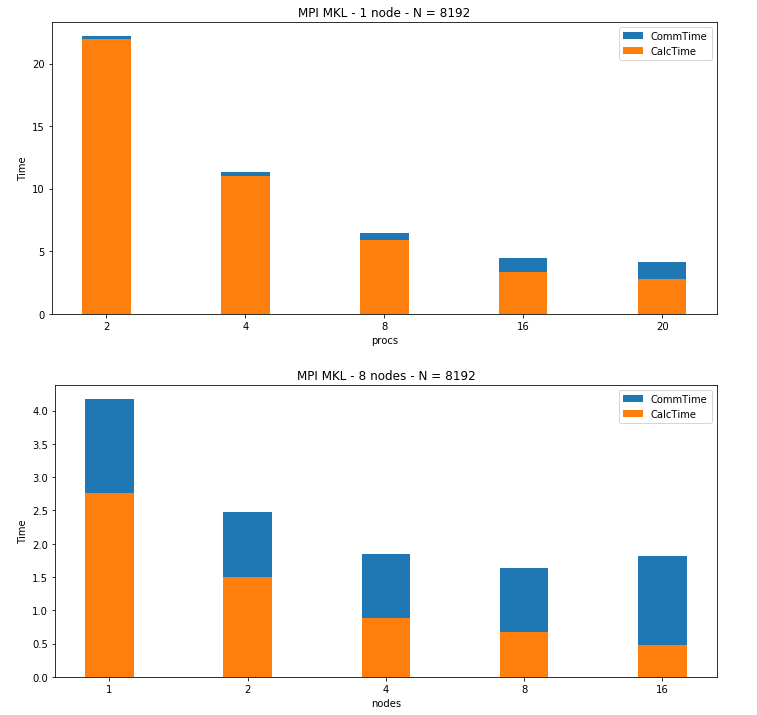 MPI MKL - 1 node - N = 8192
CommTime
CalcTime
Time
20
15
10
5
0
2 4 8 16 20
procs
MPI MKL - 8 nodes - N = 8192
CommTime
CalcTime
Time
4.0
3.5
3.0
2.5
2.0
1.5
1.0
0.5
0.0
1 2 4 8 16
nodes